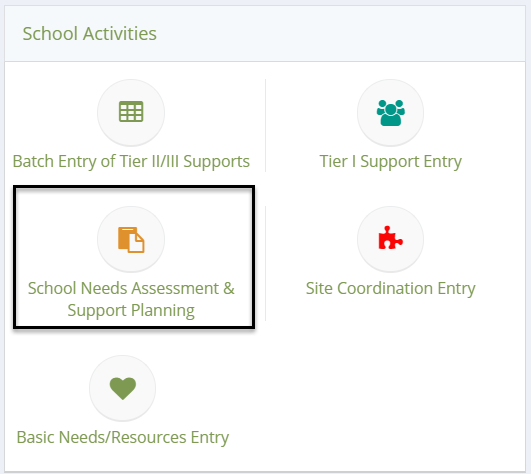 School Activities
Batch Entry of Tier II/III Supports
Tier I Support Entry
School Needs Assessment &
Support Planning
Site Coordination Entry
Basic Needs/Resources Entry